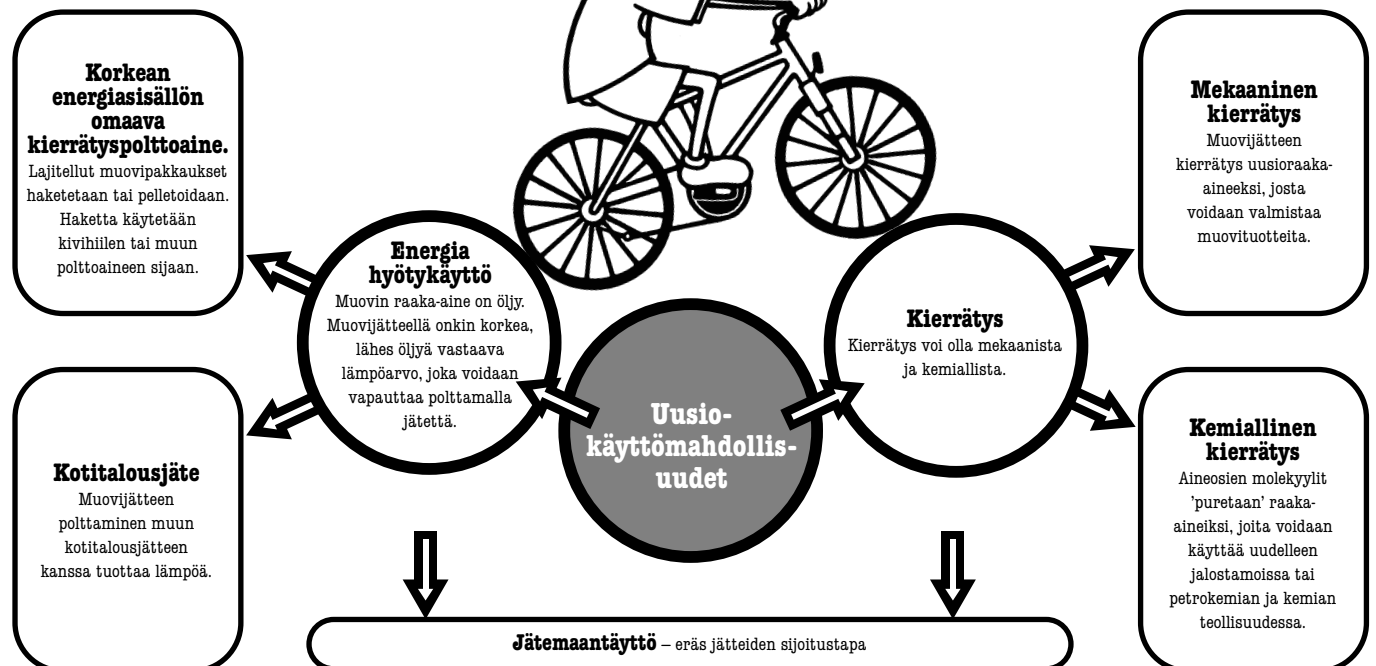 Korkean
energiasisällön
omaava
kierrätyspolttoaine.
Lajitellut muovipakkaukset
haketetaan tai pelletoidaan.
Haketta käytetään
kivihiilen tai muun
polttoaineen sijaan.
Kotitalousjäte
Muovijätteen
polttaminen muun
kotitalousjätteen
kanssa tuottaa lämpöä.
Energia
hyötykäyttö
Muovin raaka-aine on öljy.
Muovijätteellä onkin korkea,
lähes öljyä vastaava
lämpöarvo, joka voidaan
vapauttaa polttamalla
jätettä.
Uusio-
käyttömahdollis-
uudet
Kierrätys
Kierrätys voi olla mekaanista
ja kemiallista.
Mekaaninen
kierrätys
Muovijätteen
kierrätys uusioraaka-
aineeksi, josta
voidaan valmistaa
muovituotteita.
Kemiallinen
kierrätys
Aineosien molekyylit
’puretaan’ raaka-
aineiksi, joita voidaan
käyttää uudelleen
jalostamoissa tai
petrokemian ja kemian
teollisuudessa.
Jätemaantäyttö – eräs jätteiden sijoitustapa